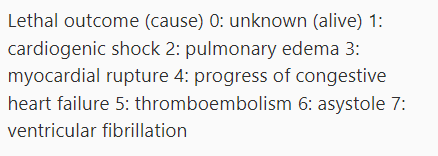 Lethal outcome (cause) 0: unknown (alive) 1:
cardiogenic shock 2: pulmonary edema 3:
myocardial rupture 4: progress of congestive
heart failure 5: thromboembolism 6: asystole 7:
ventricular fibrillation